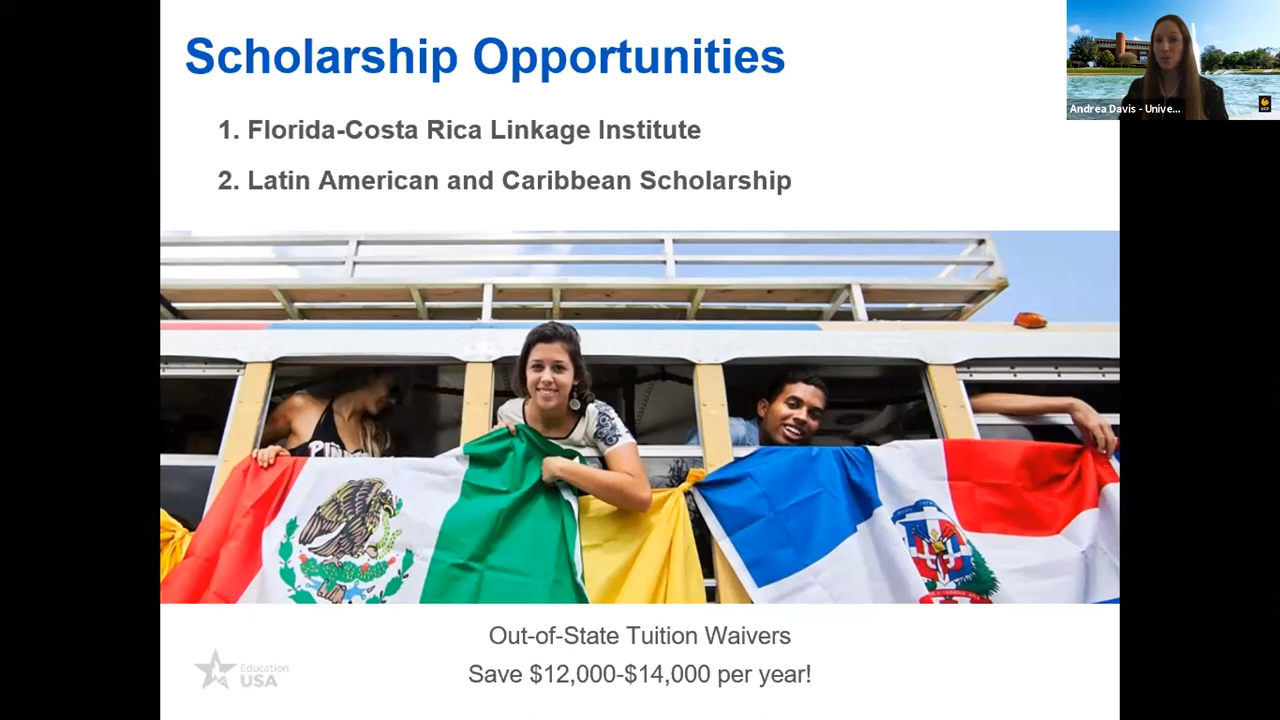 Scholarship Opportunities
1. Florida-Costa Rica Linkage Institute
2. Latin American and Caribbean Scholarship
Out-of-State Tuition Waivers
Save $12,000-$14,000 per year!
Education
USA
Andrea Davis - Unive...